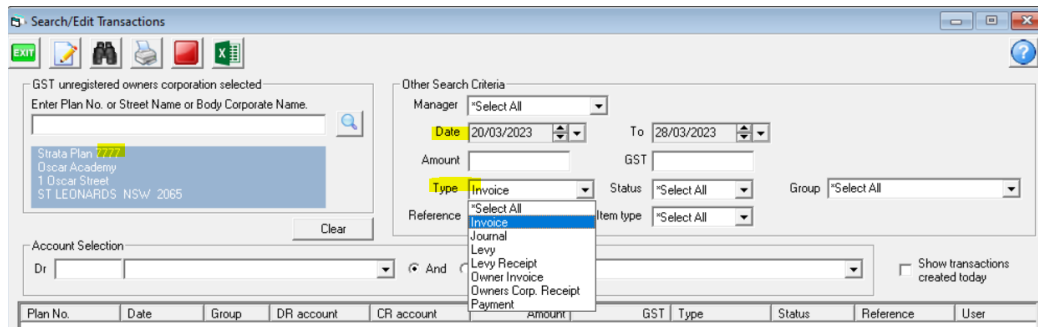 Search/Edit Transactions
EXIT
GST unregistered owners corporation selected
Enter Plan No. or Street Name or Body Corporate Name.
Strata Plan 7777
Oscar Academy
1 Oscar Street
ST LEONARDS NSW 2065
Clear
Other Search Criteria
Manager *Select All
Date 20/03/2023 To 28/03/2023
Amount GST
Type Invoice Status *Select All Group *Select All
Reference Item type *Select All
*Select All
Invoice
Journal
Levy
Levy Receipt
Owner Invoice
Owners Corp. Receipt
Payment
Account Selection
Dr And
Show transactions
created today
Plan No. Date Group DR account CR account Amount GST Type Status Reference User